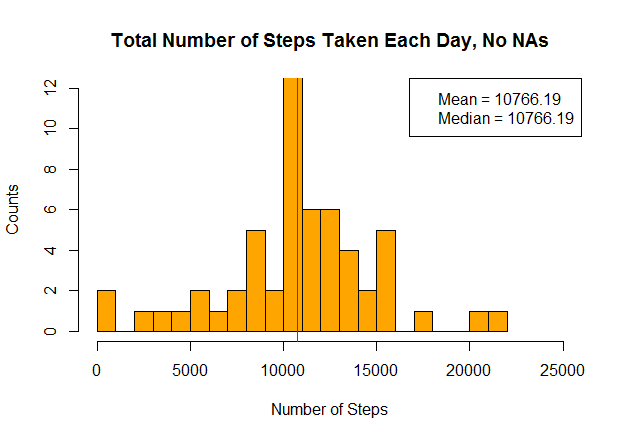 Total Number of Steps Taken Each Day, No NAs
Mean = 10766.19
Median = 10766.19
12
10
8
6
4
2
0
Counts
0 5000 10000 15000 20000 25000
Number of Steps